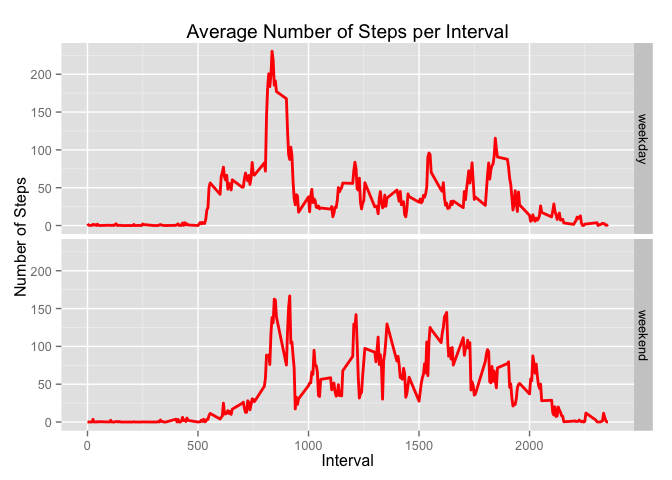 Average Number of Steps per Interval
Number of Steps
200
150
100
50
0
weekday
200
150
100
50
0
weekend
0 500 1000 1500 2000
Interval